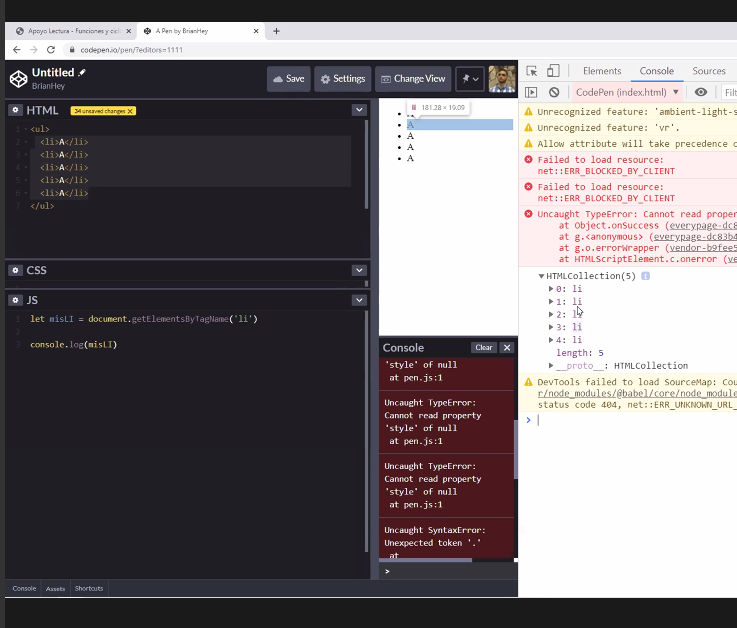 Apoyo Lectura - Funciones y cicl
A Pen by BrianHey
codepen.io/pen/?editors=1111
Untitled
BrianHey
Save
Settings
Change View
HTML
34 unsaved changes X
1 <ul>
2 <li>A</li>
3 <li>A</li>
4 <li>A</li>
5 <li>A</li>
6 <li>A</li>
7 </ul>
CSS
JS
1 let misLI = document.getElementsByTagName('li')
2
3 console.log(misLI)
181.28 × 19.09
A
A
A
A
Console
Clear
'style' of null
at pen.js:1
Uncaught TypeError:
Cannot read property
'style' of null
at pen.js:1
Uncaught TypeError:
Cannot read property
'style' of null
at pen.js:1
Uncaught SyntaxError:
Unexpected token '.'
at
>
Console Assets Shortcuts
Elements Console Sources
CodePen (index.html)
Filt
Unrecognized feature: 'ambient-light-s
Unrecognized feature: 'vr'.
Allow attribute will take precedence o
Failed to load resource:
net::ERR_BLOCKED_BY_CLIENT
Failed to load resource:
net::ERR_BLOCKED_BY_CLIENT
Uncaught TypeError: Cannot read proper
at Object.onSuccess (everypage-dc8
at g.<anonymous> (everypage-dc83b4
at g.o.errorWrapper (vendor-b9fee5
at HTMLScriptElement.c.onerror (ve
HTMLCollection(5)
0: li
1: li
2: li
3: li
4: li
length: 5
__proto__: HTMLCollection
DevTools failed to load SourceMap: Cou
r/node_modules/@babel/core/node_module
status code 404, net::ERR_UNKNOWN_URL_
>